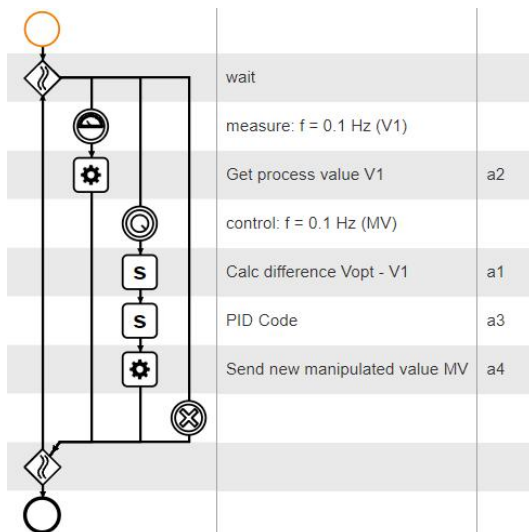 wait
measure: f = 0.1 Hz (V1)
Get process value V1 a2
control: f = 0.1 Hz (MV)
S Calc difference Vopt - V1 a1
S PID Code a3
Send new manipulated value MV a4